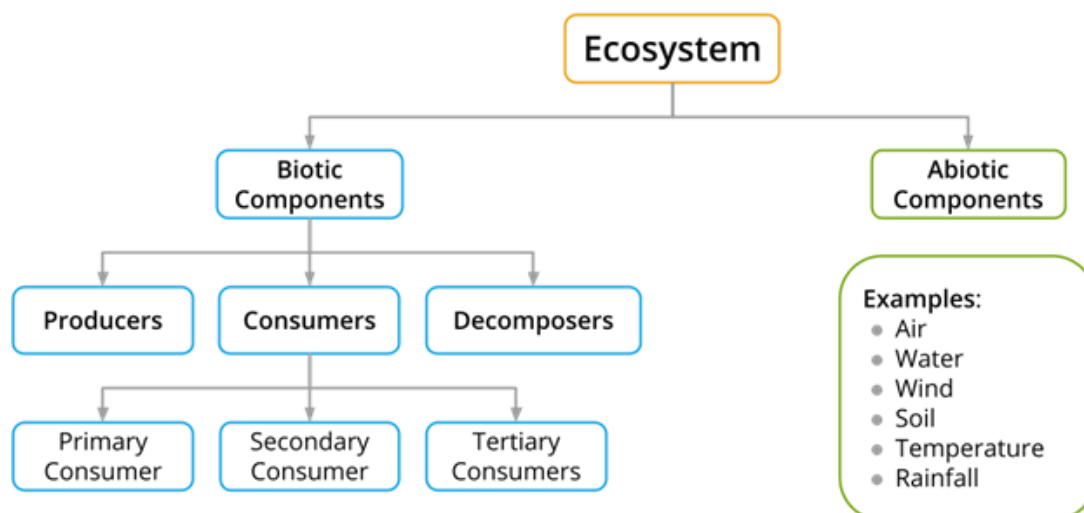 Ecosystem
Biotic
Components
Abiotic
Components
Producers
Consumers
Decomposers
Primary
Consumer
Secondary
Consumer
Tertiary
Consumers
Examples:
Air
Water
Wind
Soil
Temperature
Rainfall